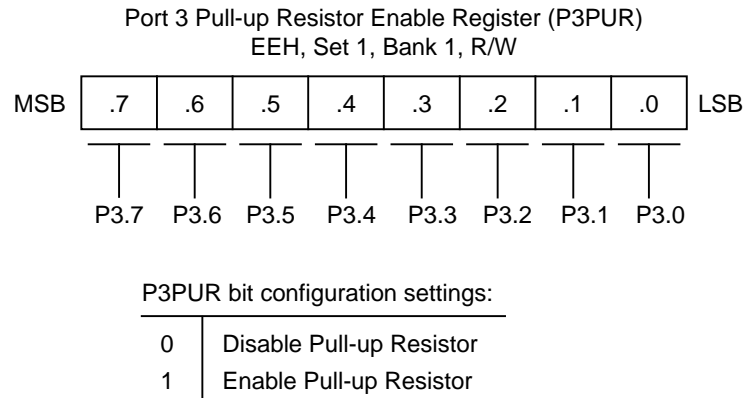 Port 3 Pull-up Resistor Enable Register (P3PUR)
EEH, Set 1, Bank 1, R/W
MSB .7 .6 .5 .4 .3 .2 .1 .0 LSB
P3.7 P3.6 P3.5 P3.4 P3.3 P3.2 P3.1 P3.0
P3PUR bit configuration settings:
0 Disable Pull-up Resistor
1 Enable Pull-up Resistor